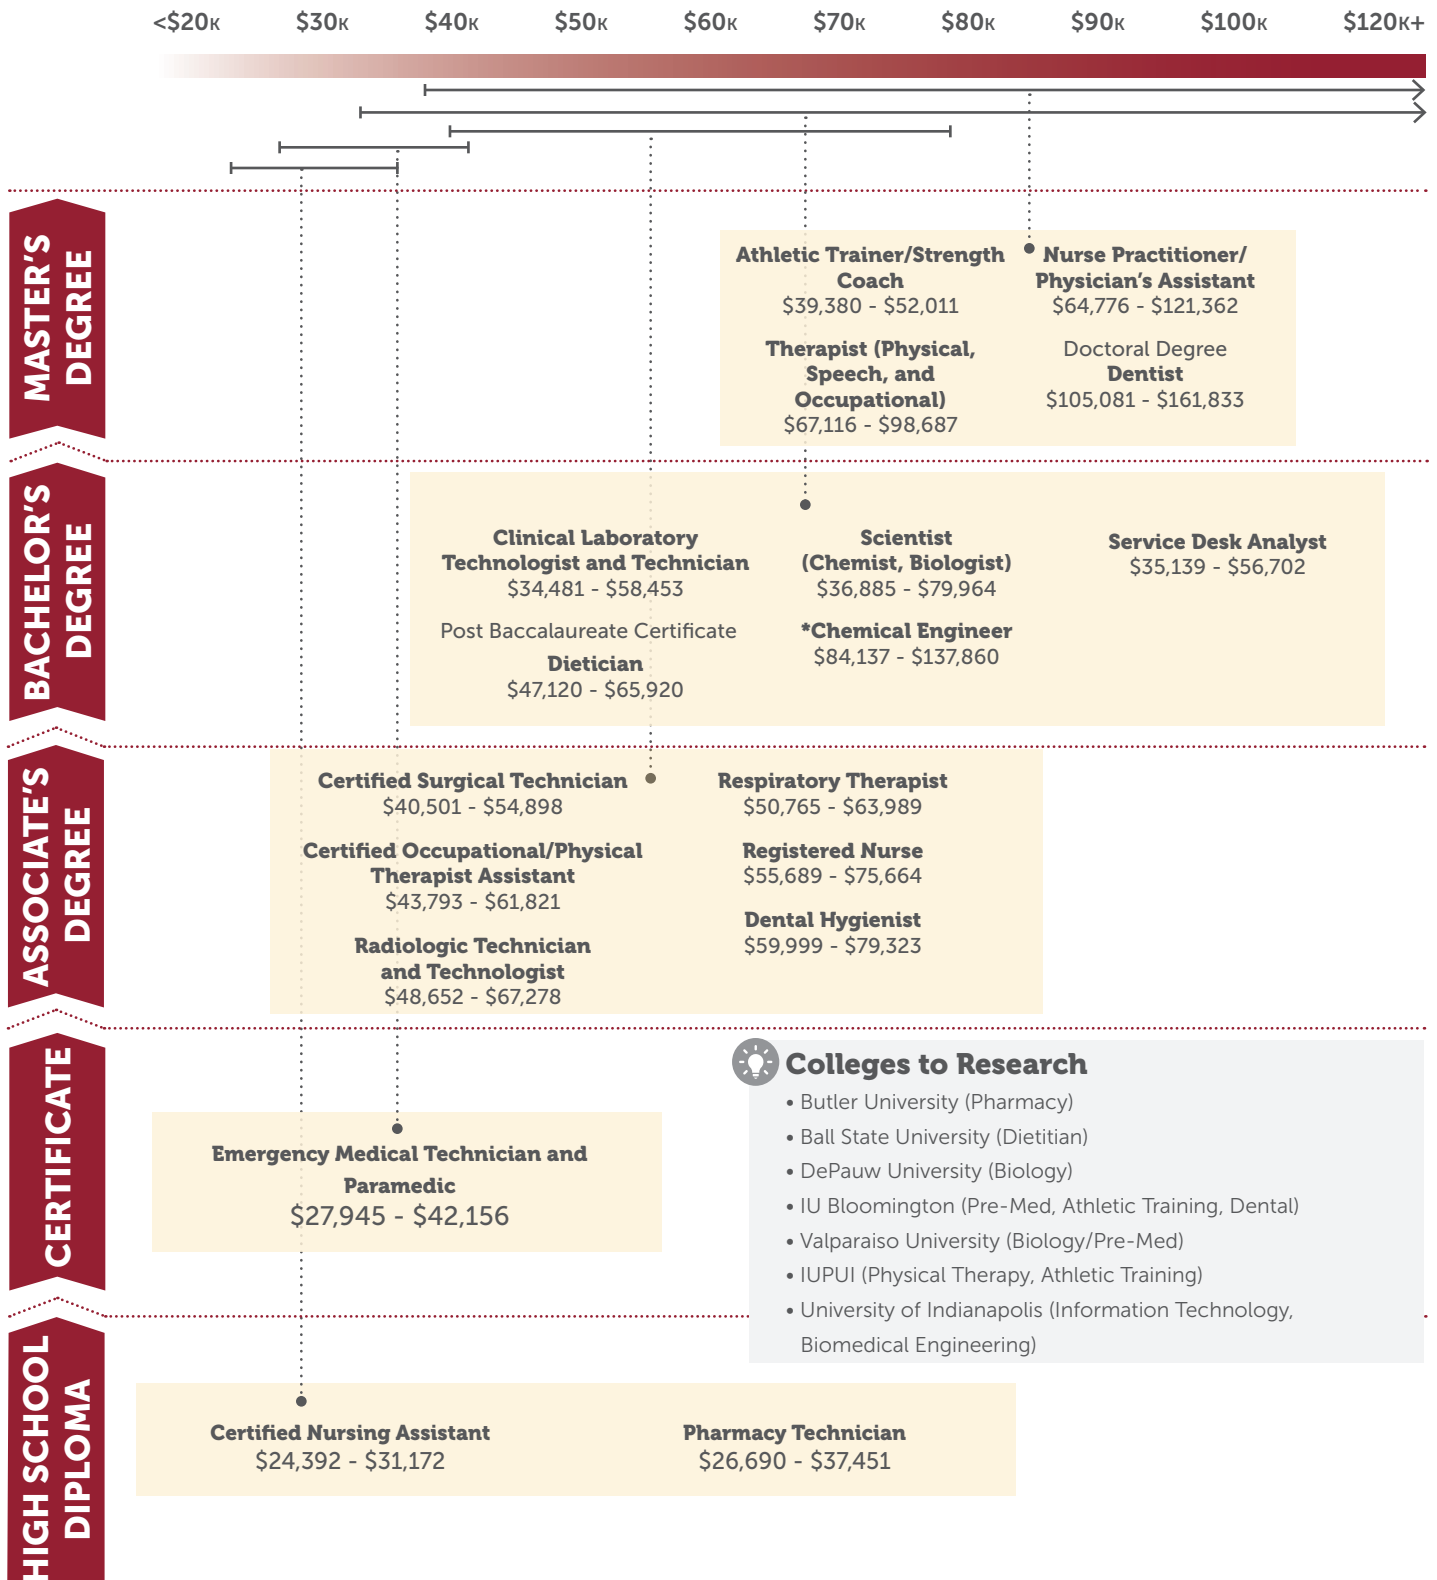 <$20K $30K $40K $50K $60K $70K $80K $90K $100K $120K+
MASTER'S
DEGREE
Athletic Trainer/Strength
Coach
$39,380 - $52,011
Therapist (Physical,
Speech, and
Occupational)
$67,116 - $98,687
Nurse Practitioner/
Physician’s Assistant
$64,776 - $121,362
Doctoral Degree
Dentist
$105,081 - $161,833
BACHELOR'S
DEGREE
Clinical Laboratory
Technologist and Technician
$34,481 - $58,453
Post Baccalaureate Certificate
Dietician
$47,120 - $65,920
Scientist
(Chemist, Biologist)
$36,885 - $79,964
*Chemical Engineer
$84,137 - $137,860
Service Desk Analyst
$35,139 - $56,702
ASSOCIATE'S
DEGREE
Certified Surgical Technician
$40,501 - $54,898
Certified Occupational/Physical
Therapist Assistant
$43,793 - $61,821
Radiologic Technician
and Technologist
$48,652 - $67,278
Respiratory Therapist
$50,765 - $63,989
Registered Nurse
$55,689 - $75,664
Dental Hygienist
$59,999 - $79,323
CERTIFICATE
Emergency Medical Technician and
Paramedic
$27,945 - $42,156
Colleges to Research
• Butler University (Pharmacy)
• Ball State University (Dietitian)
• DePauw University (Biology)
• IU Bloomington (Pre-Med, Athletic Training, Dental)
• Valparaiso University (Biology/Pre-Med)
• IUPUI (Physical Therapy, Athletic Training)
• University of Indianapolis (Information Technology,
Biomedical Engineering)
HIGH SCHOOL
DIPLOMA
Certified Nursing Assistant
$24,392 - $31,172
Pharmacy Technician
$26,690 - $37,451